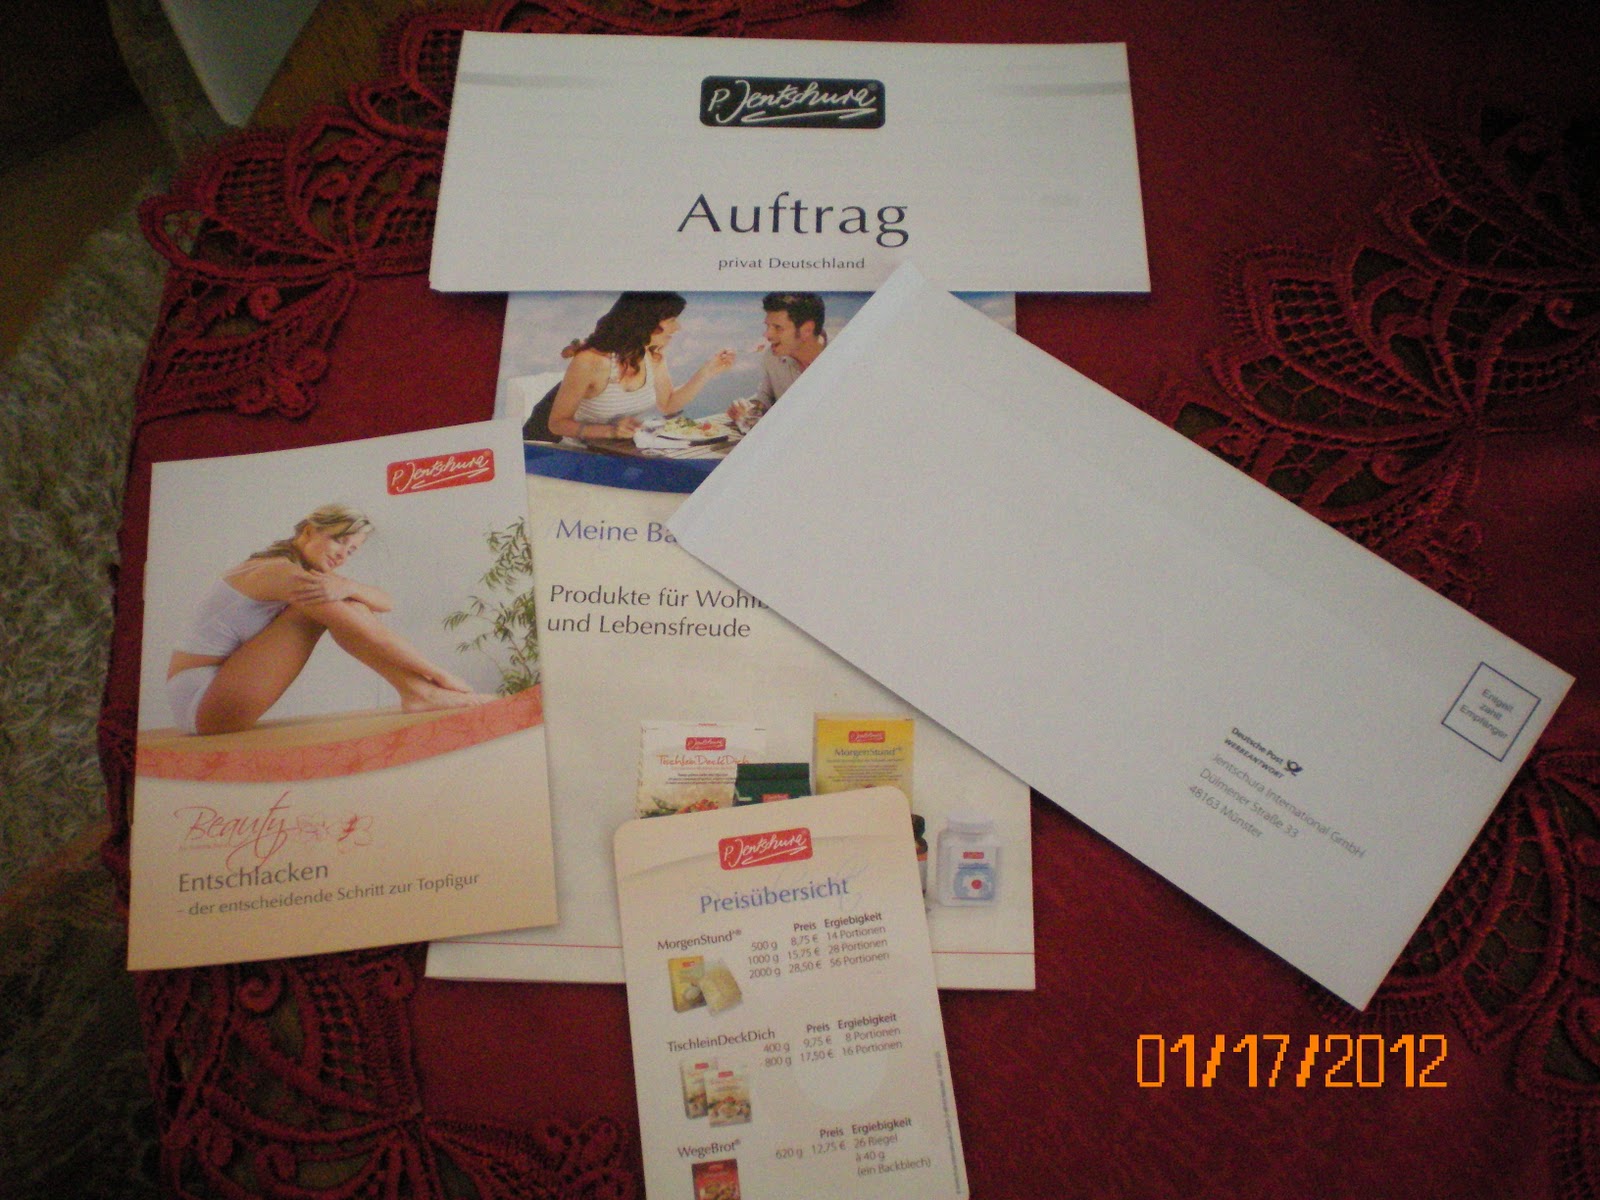 P. Jentschura®
Auftrag
privat Deutschland
P. Jentschura®
Beauty
Entschlacken
- der entscheidende Schritt zur Topfigur
Meine
Produkte für
und Lebensfreude
P. Jentschura
TischleinDeckDich
P. Jentschura
MorgenStund'®
Entgelt
zahlt
Empfänger
Deutsche Post
WERBEANTWORT
Jentschura International GmbH
Dülmener Straße 33
48163 Münster
P. Jentschura®
Preisübersicht
MorgenStund'® Preis Ergiebigkeit
500 g 8,75 € 14 Portionen
1000 g 15,75 € 28 Portionen
2000 g 28,50 € 56 Portionen
TischleinDeckDich Preis Ergiebigkeit
400 g 9,75 € 8 Portionen
800 g 17,50 € 16 Portionen
WegeBrot® Preis Ergiebigkeit
620 g 12,75 € 26 Riegel
à 40 g
(ein Backblech)
01/17/2012